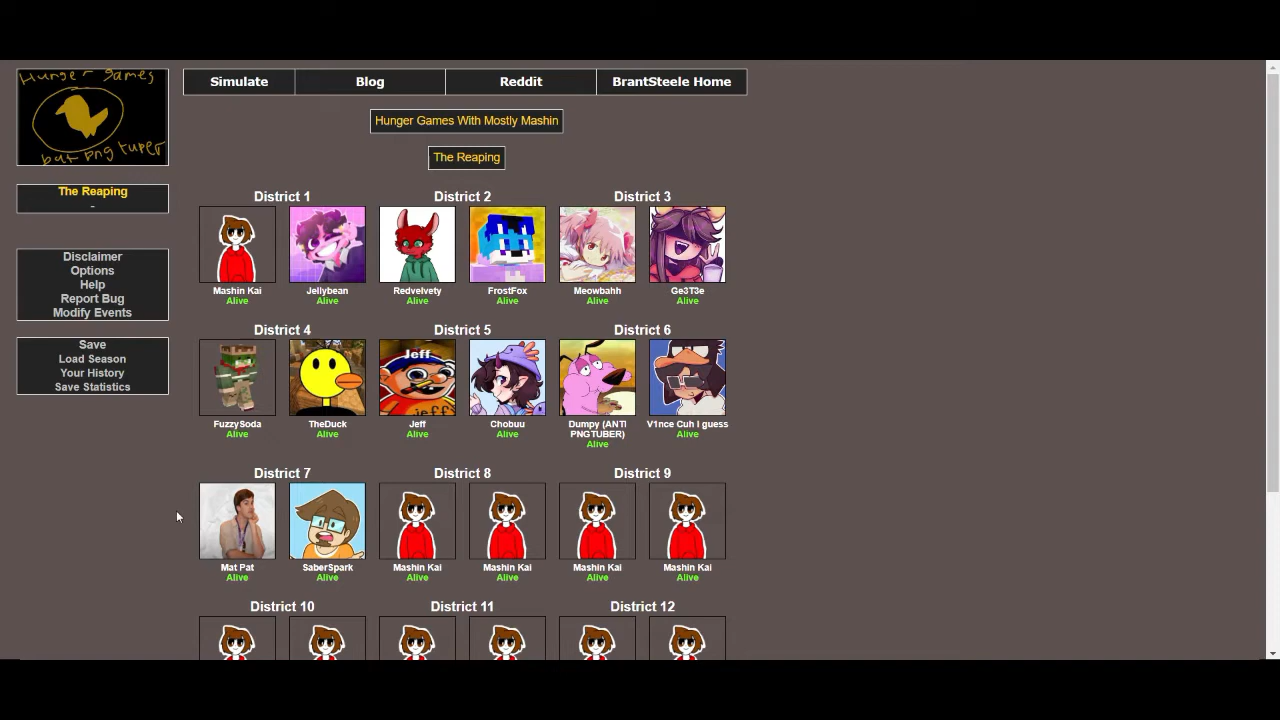 Hunger games
but png tuper
Simulate
Blog
Reddit
BrantSteele Home
Hunger Games With Mostly Mashin
The Reaping
The Reaping
-
Disclaimer
Options
Help
Report Bug
Modify Events
Save
Load Season
Your History
Save Statistics
District 1
District 2
District 3
Mashin Kai
Alive
Jellybean
Alive
Redvelvety
Alive
FrostFox
Alive
Meowbahh
Alive
Ge3T3e
Alive
District 4
District 5
District 6
Jeff
jeff
FuzzySoda
Alive
TheDuck
Alive
Jeff
Alive
Chobuu
Alive
Dumpy (ANTI
PNGTUBER)
Alive
V1nce Cuh I guess
Alive
District 7
District 8
District 9
Mat Pat
Alive
SaberSpark
Alive
Mashin Kai
Alive
Mashin Kai
Alive
Mashin Kai
Alive
Mashin Kai
Alive
District 10
District 11
District 12